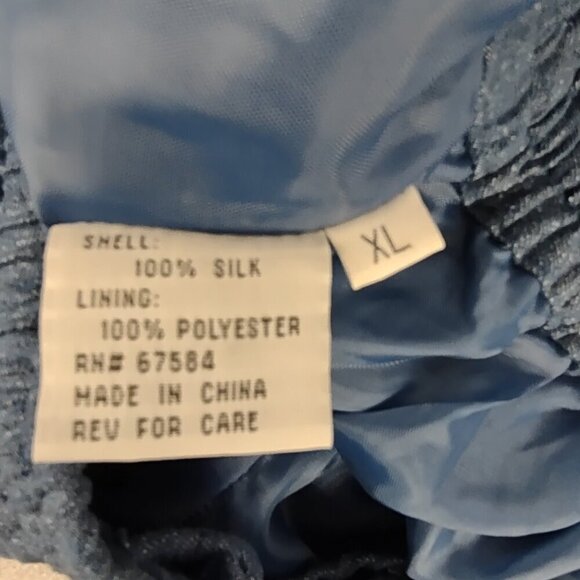 SHELL:
100% SILK
LINING:
100% POLYESTER
RN# 67584
MADE IN CHINA
REV FOR CARE
XL